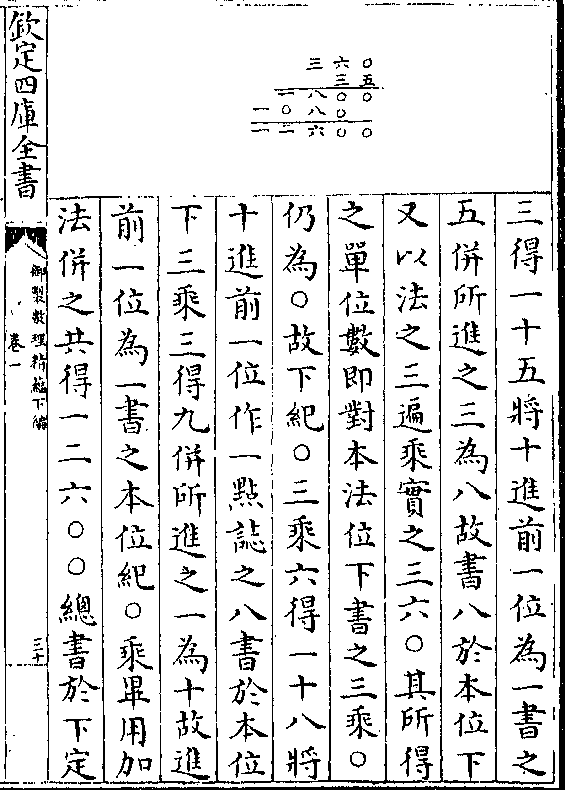 三六〇
三五
一八〇〇
一〇八〇
一二六〇〇
三得一十五將十進前一位為一書之
五併所進之三為八故書八於本位下
又以法之三遍乘實之三六〇其所得
之單位數即對本法位下書之三乘〇
仍為〇故下紀〇三乘六得一十八將
十進前一位作一點誌之八書於本位
下三乘三得九併所進之一為十故進
前一位為一書之本位紀〇乘畢用加
法併之共得一二六〇〇總書於下定
欽定四庫全書
御製數理精藴下編
卷一
三十